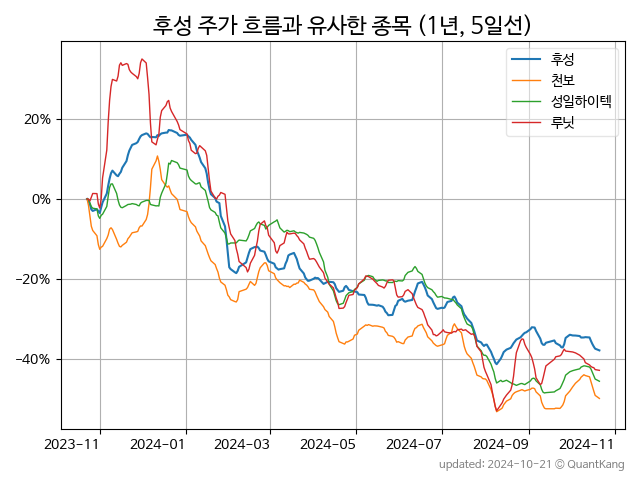 후성 주가 흐름과 유사한 종목 (1년, 5일선)
후성
천보
성일하이텍
루닛
20%
0%
−20%
−40%
2023-11 2024-01 2024-03 2024-05 2024-07 2024-09 2024-11
updated: 2024-10-21 © QuantKang